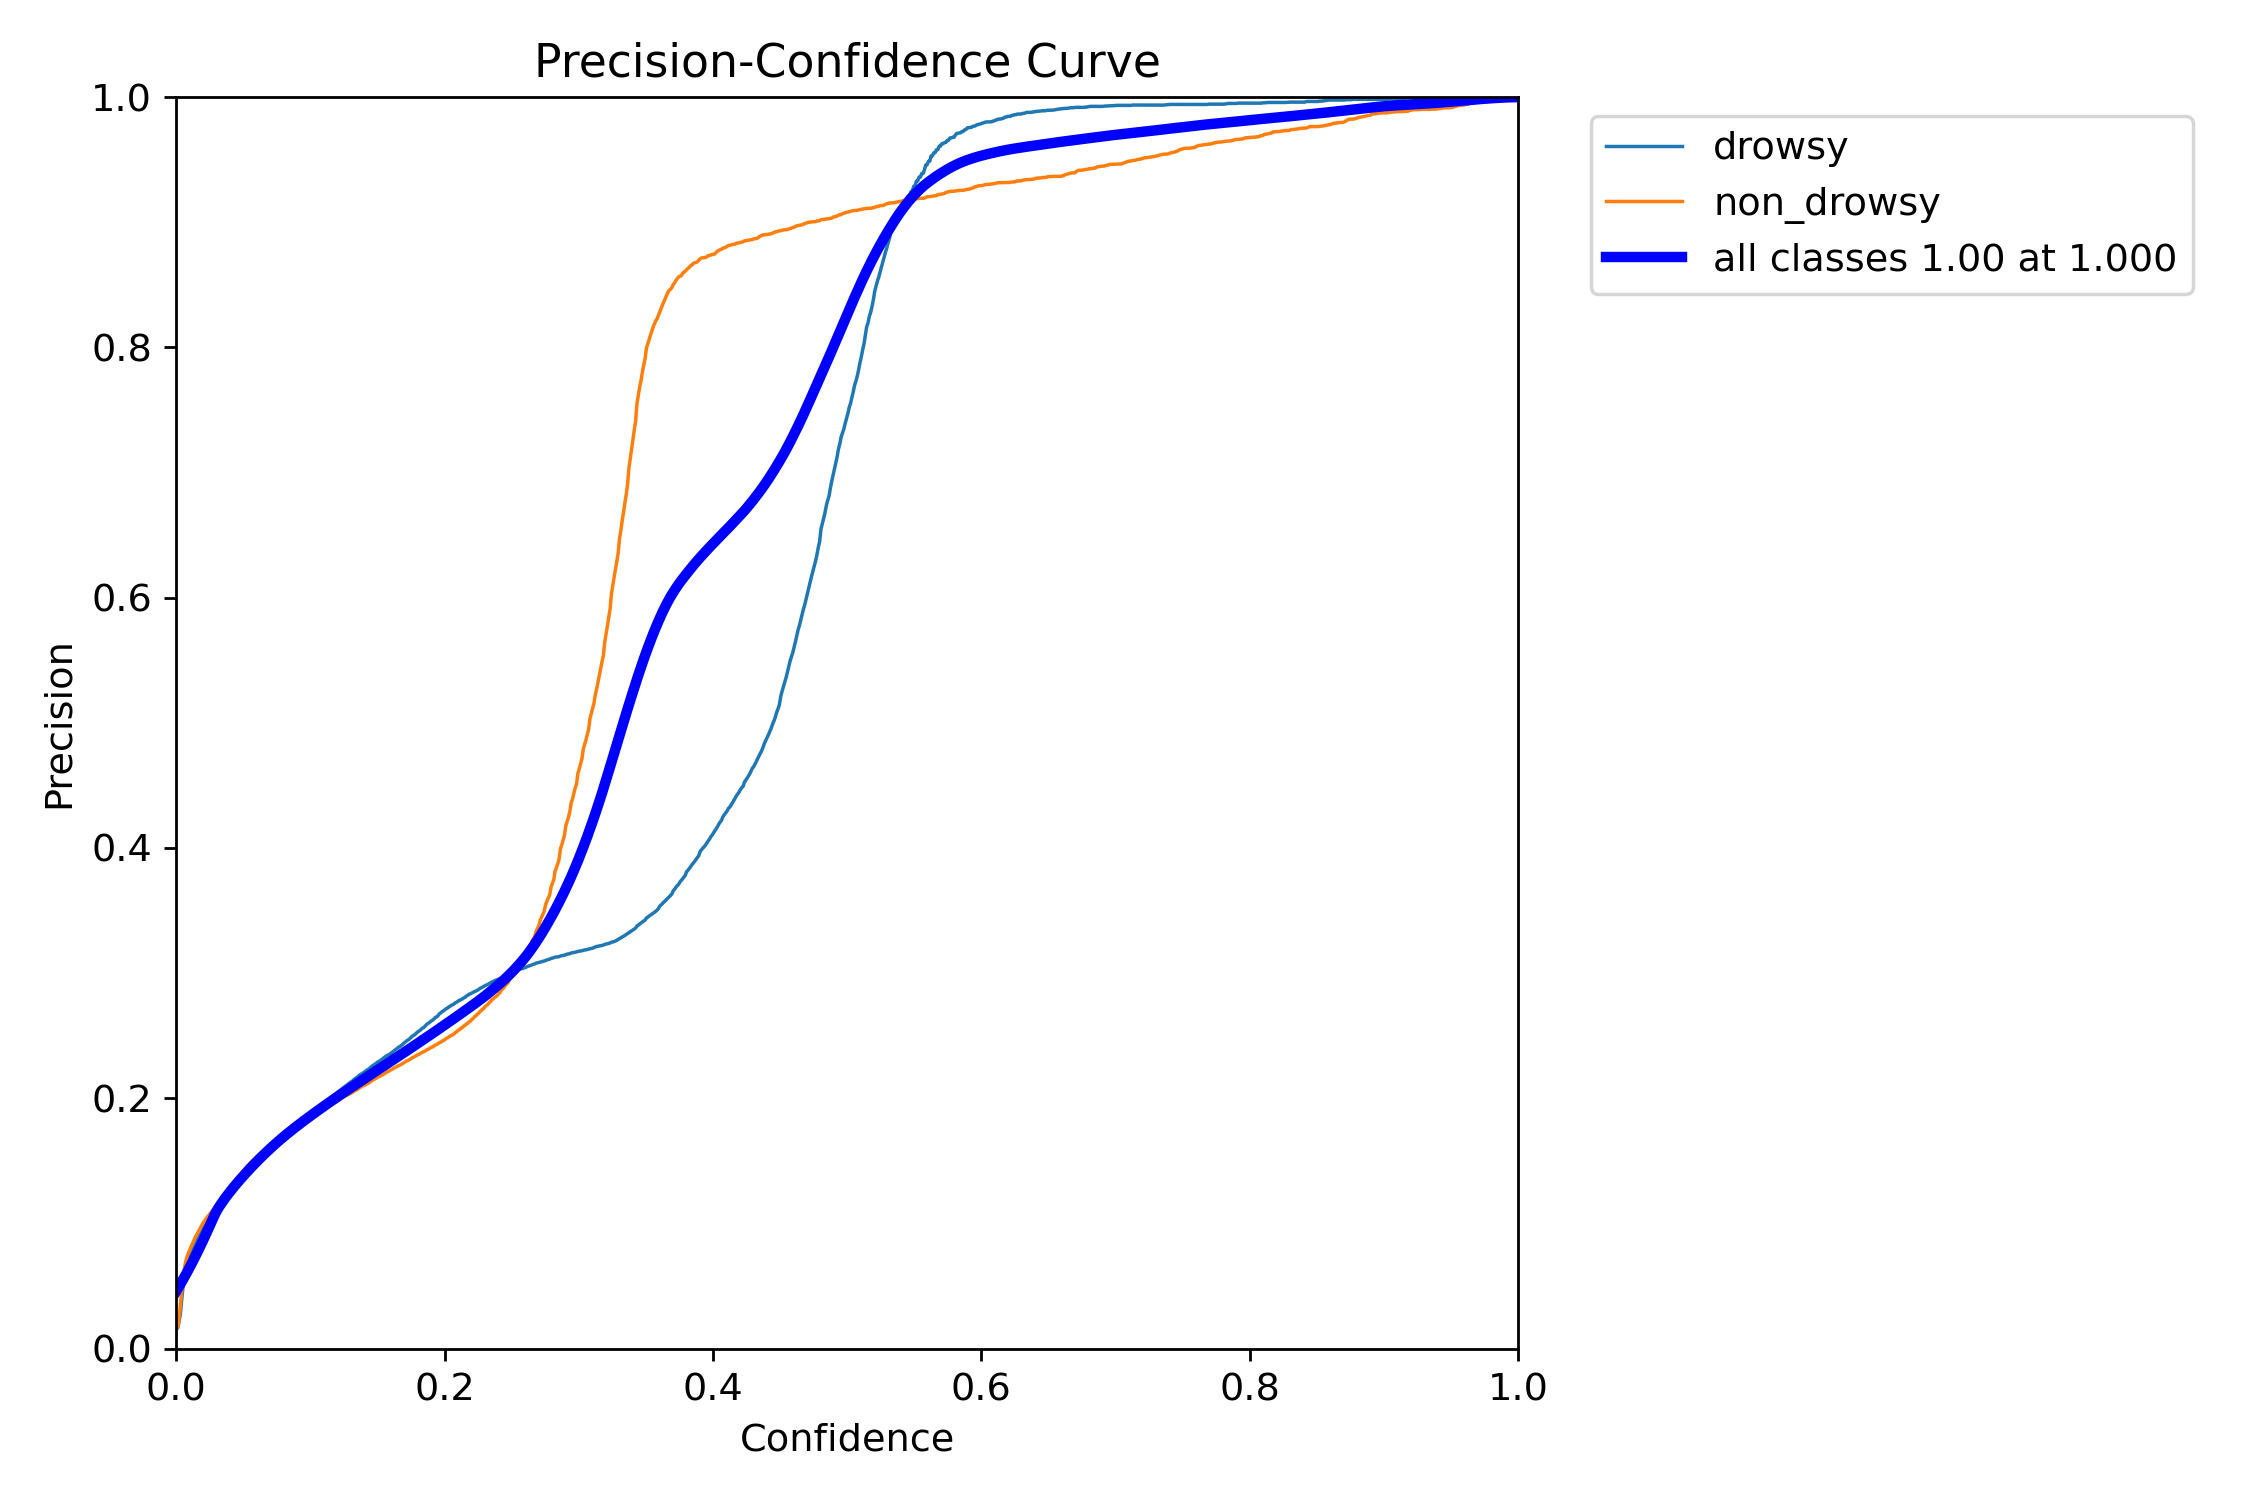 Precision-Confidence Curve
1.0
0.8
0.6
0.4
0.2
0.0
Precision
0.0 0.2 0.4 0.6 0.8 1.0
Confidence
drowsy
non_drowsy
all classes 1.00 at 1.000